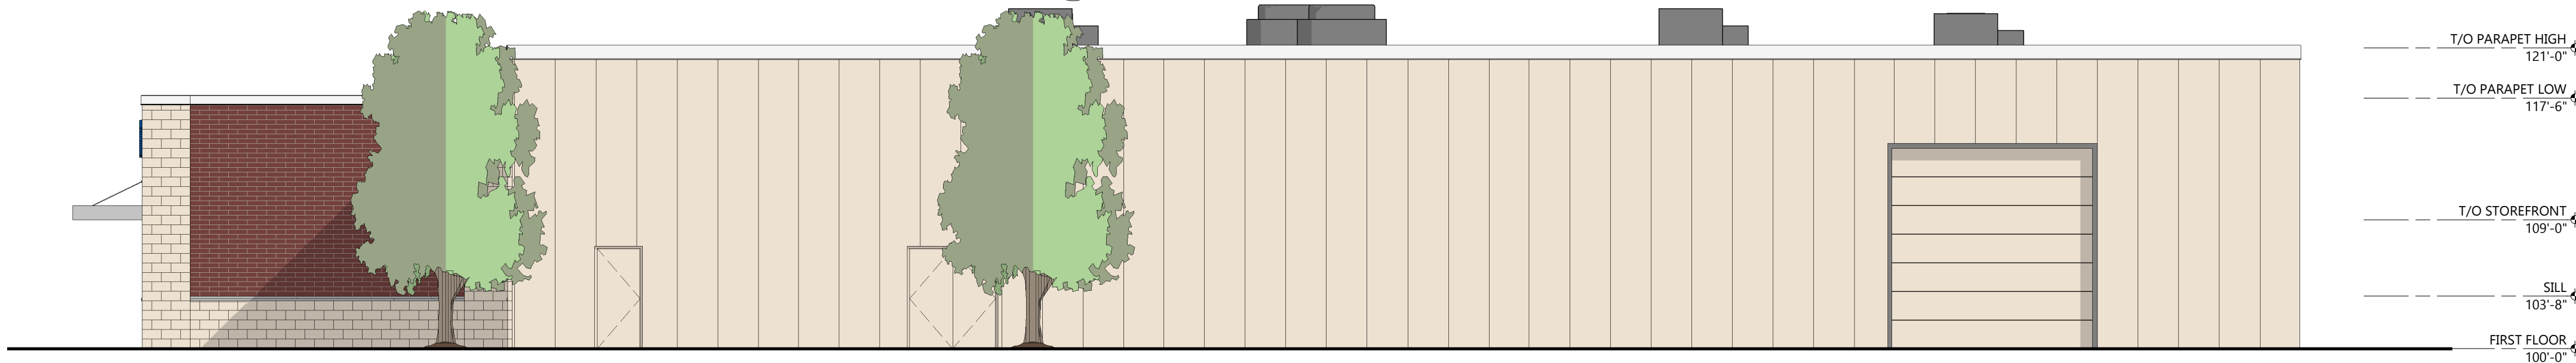 T/O PARAPET HIGH
121'-0"
T/O PARAPET LOW
117'-6"
T/O STOREFRONT
109'-0"
SILL
103'-8"
FIRST FLOOR
100'-0"